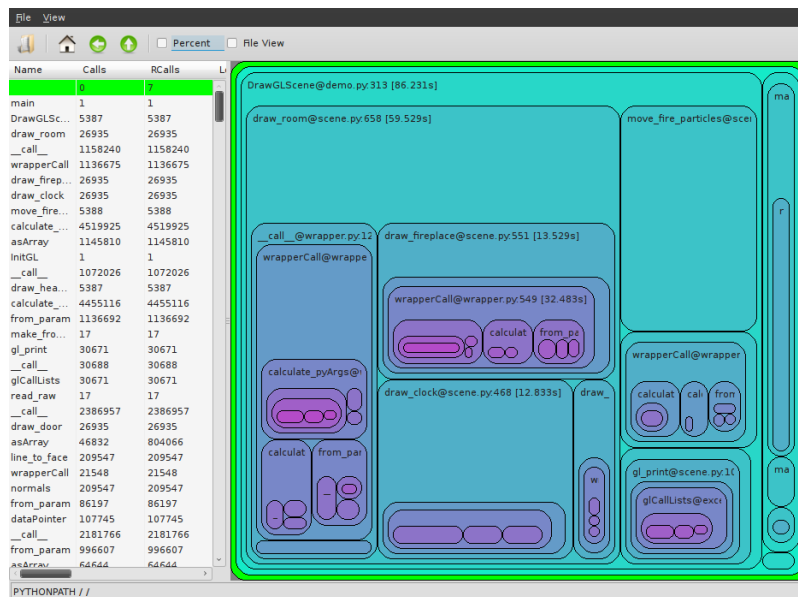 File View
Percent File View
Name Calls RCalls
0 7
main 1 1
DrawGLSc... 5387 5387
draw_room 26935 26935
__call__ 1158240 1158240
wrapperCall 1136675 1136675
draw_firep... 26935 26935
draw_clock 26935 26935
move_fire... 5388 5388
calculate_... 4519925 4519925
asArray 1145810 1145810
InitGL 1 1
__call__ 1072026 1072026
draw_hea... 5387 5387
calculate_... 4455116 4455116
from_param 1136692 1136692
make_fro... 17 17
gl_print 30671 30671
__call__ 30688 30688
glCallLists 30671 30671
read_raw 17 17
__call__ 2386957 2386957
draw_door 26935 26935
asArray 46832 804066
line_to_face 209547 209547
wrapperCall 21548 21548
normals 209547 209547
from_param 86197 86197
dataPointer 107745 107745
__call__ 2181766 2181766
from_param 996607 996607
asArray 64644 64644
PYTHONPATH / /
DrawGLScene@demo.py:313 [86.231s]
ma
draw_room@scene.py:658 [59.529s]
move_fire_particles@scen
r
__call__@wrapper.py:12
draw_fireplace@scene.py:551 [13.529s]
wrapperCall@wrappe
wrapperCall@wrapper.py:549 [32.483s]
calculat
from_pa
wrapperCall@wrapper
calculate_pyArgs@
draw_clock@scene.py:468 [12.833s]
draw_
calculat
calc
from
calculat
from_par
gl_print@scene.py:10
ma
w
glCallLists@exce